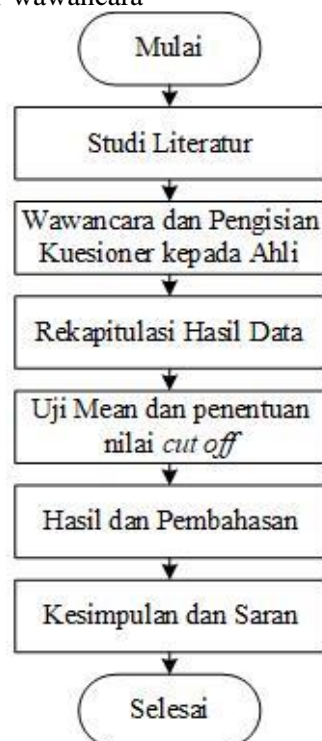 wawancara
Mulai
Studi Literatur
Wawancara dan Pengisian
Kuesioner kepada Ahli
Rekapitulasi Hasil Data
Uji Mean dan penentuan
nilai cut off
Hasil dan Pembahasan
Kesimpulan dan Saran
Selesai